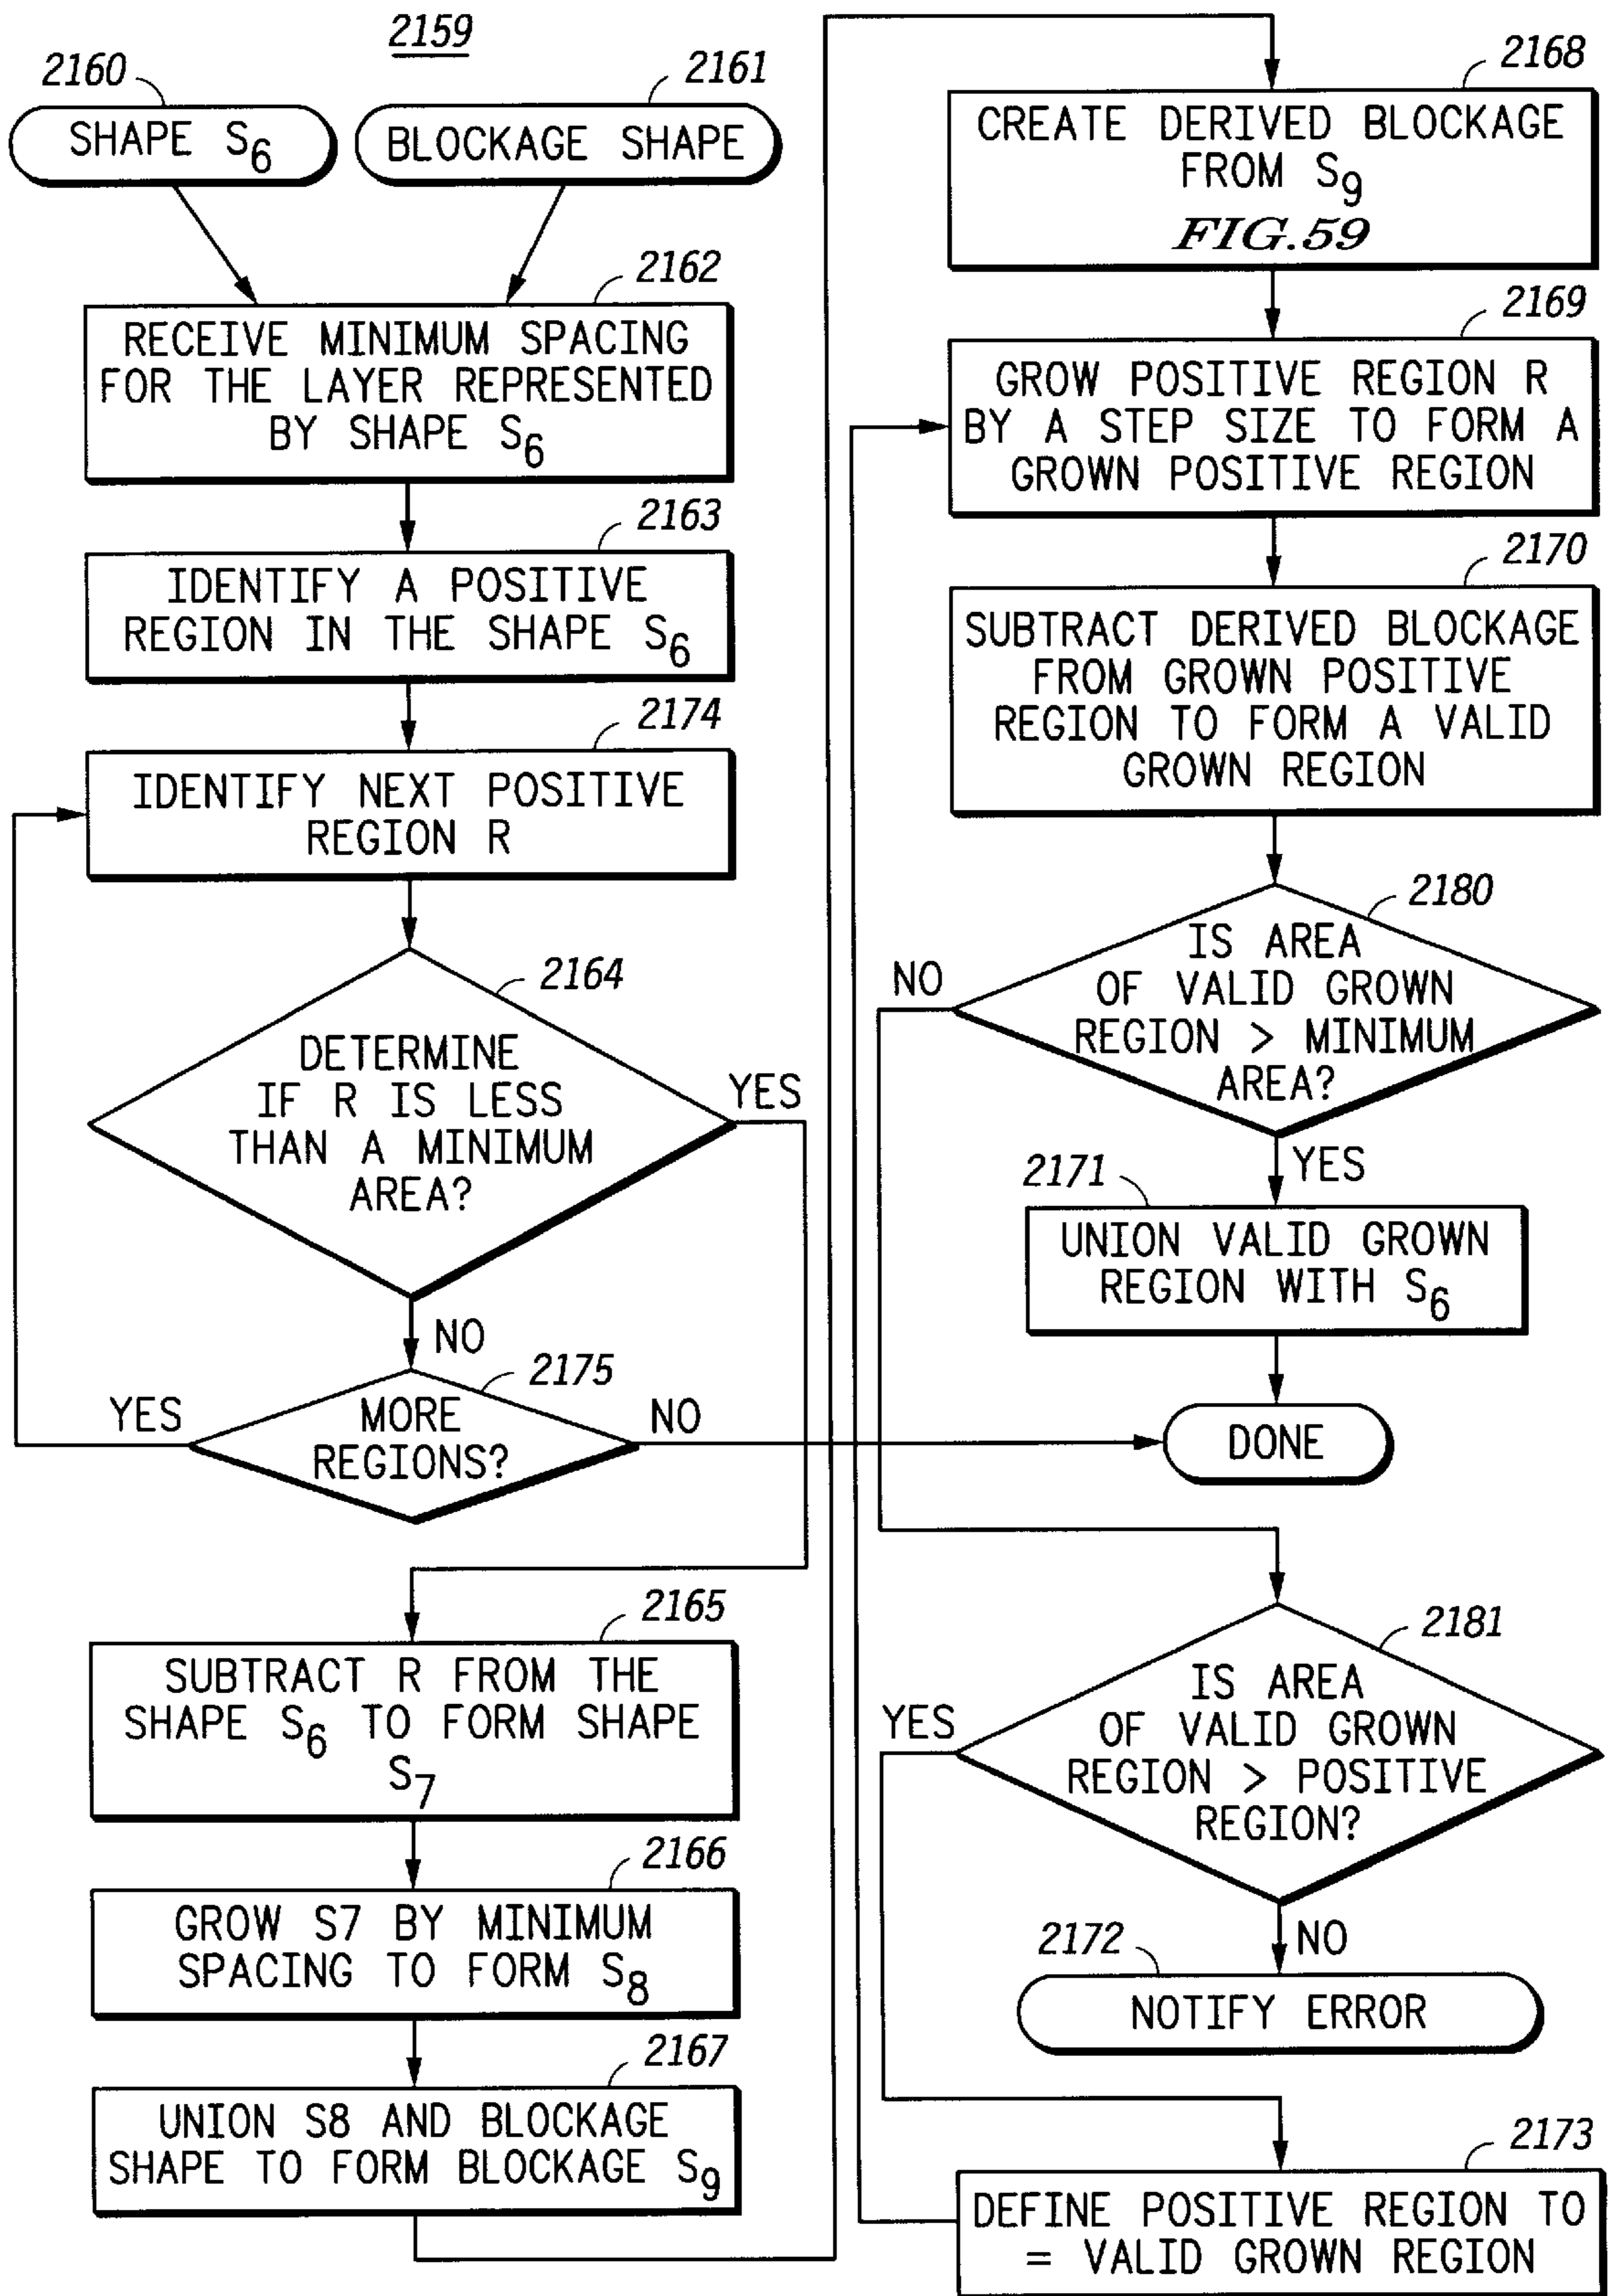 2159
2160
SHAPE S6
2161
BLOCKAGE SHAPE
2162
RECEIVE MINIMUM SPACING
FOR THE LAYER REPRESENTED
BY SHAPE S6
2163
IDENTIFY A POSITIVE
REGION IN THE SHAPE S6
2174
IDENTIFY NEXT POSITIVE
REGION R
2164
DETERMINE
IF R IS LESS
THAN A MINIMUM
AREA?
YES
NO
2175
MORE
REGIONS?
YES
NO
2165
SUBTRACT R FROM THE
SHAPE S6 TO FORM SHAPE
S7
2166
GROW S7 BY MINIMUM
SPACING TO FORM S8
2167
UNION S8 AND BLOCKAGE
SHAPE TO FORM BLOCKAGE S9
2168
CREATE DERIVED BLOCKAGE
FROM S9
FIG.59
2169
GROW POSITIVE REGION R
BY A STEP SIZE TO FORM A
GROWN POSITIVE REGION
2170
SUBTRACT DERIVED BLOCKAGE
FROM GROWN POSITIVE
REGION TO FORM A VALID
GROWN REGION
2180
IS AREA
OF VALID GROWN
REGION > MINIMUM
AREA?
NO
YES
2171
UNION VALID GROWN
REGION WITH S6
DONE
2181
IS AREA
OF VALID GROWN
REGION > POSITIVE
REGION?
YES
NO
2172
NOTIFY ERROR
2173
DEFINE POSITIVE REGION TO
= VALID GROWN REGION